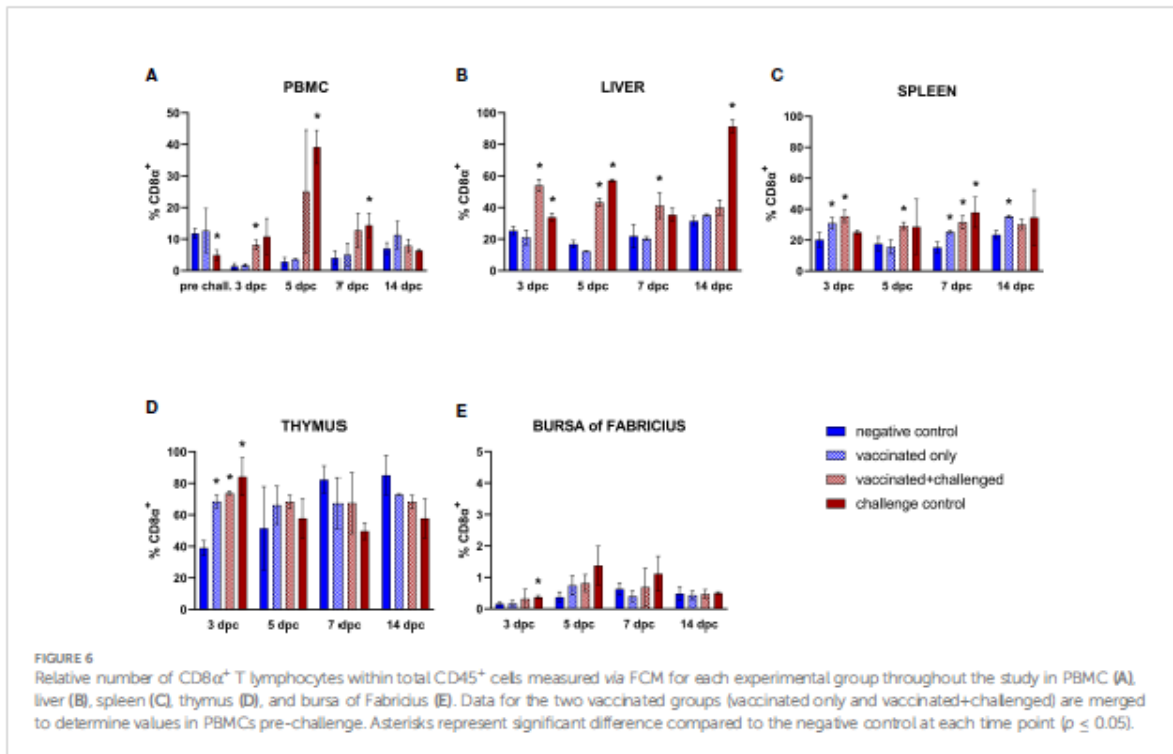 A
PBMC
% CD8α⁺
50
40
30
20
10
0
pre chall. 3 dpc 5 dpc 7 dpc 14 dpc
* * * *
B
LIVER
% CD8α⁺
100
80
60
40
20
0
3 dpc 5 dpc 7 dpc 14 dpc
* * * * * *
C
SPLEEN
% CD8α⁺
100
80
60
40
20
0
3 dpc 5 dpc 7 dpc 14 dpc
* * * * * * *
D
THYMUS
% CD8α⁺
100
80
60
40
20
0
3 dpc 5 dpc 7 dpc 14 dpc
* * *
E
BURSA of FABRICIUS
% CD8α⁺
5
4
3
2
1
0
3 dpc 5 dpc 7 dpc 14 dpc
*
negative control
vaccinated only
vaccinated+challenged
challenge control
FIGURE 6
Relative number of CD8α⁺ T lymphocytes within total CD45⁺ cells measured via FCM for each experimental group throughout the study in PBMC (A),
liver (B), spleen (C), thymus (D), and bursa of Fabricius (E). Data for the two vaccinated groups (vaccinated only and vaccinated+challenged) are merged
to determine values in PBMCs pre-challenge. Asterisks represent significant difference compared to the negative control at each time point (p ≤ 0.05).